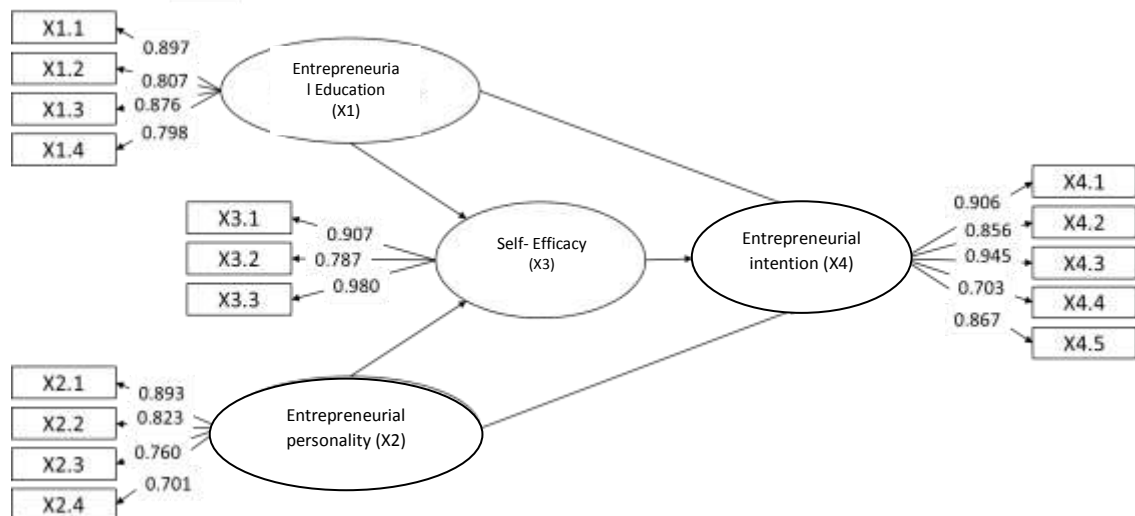 X1.1
0.897
X1.2
0.807
X1.3
0.876
X1.4
0.798
Entrepreneuria
l Education
(X1)
X3.1
0.907
X3.2
0.787
X3.3
0.980
Self- Efficacy
(X3)
Entrepreneurial
intention (X4)
0.906
X4.1
0.856
X4.2
0.945
X4.3
0.703
X4.4
0.867
X4.5
X2.1
0.893
X2.2
0.823
X2.3
0.760
X2.4
0.701
Entrepreneurial
personality (X2)